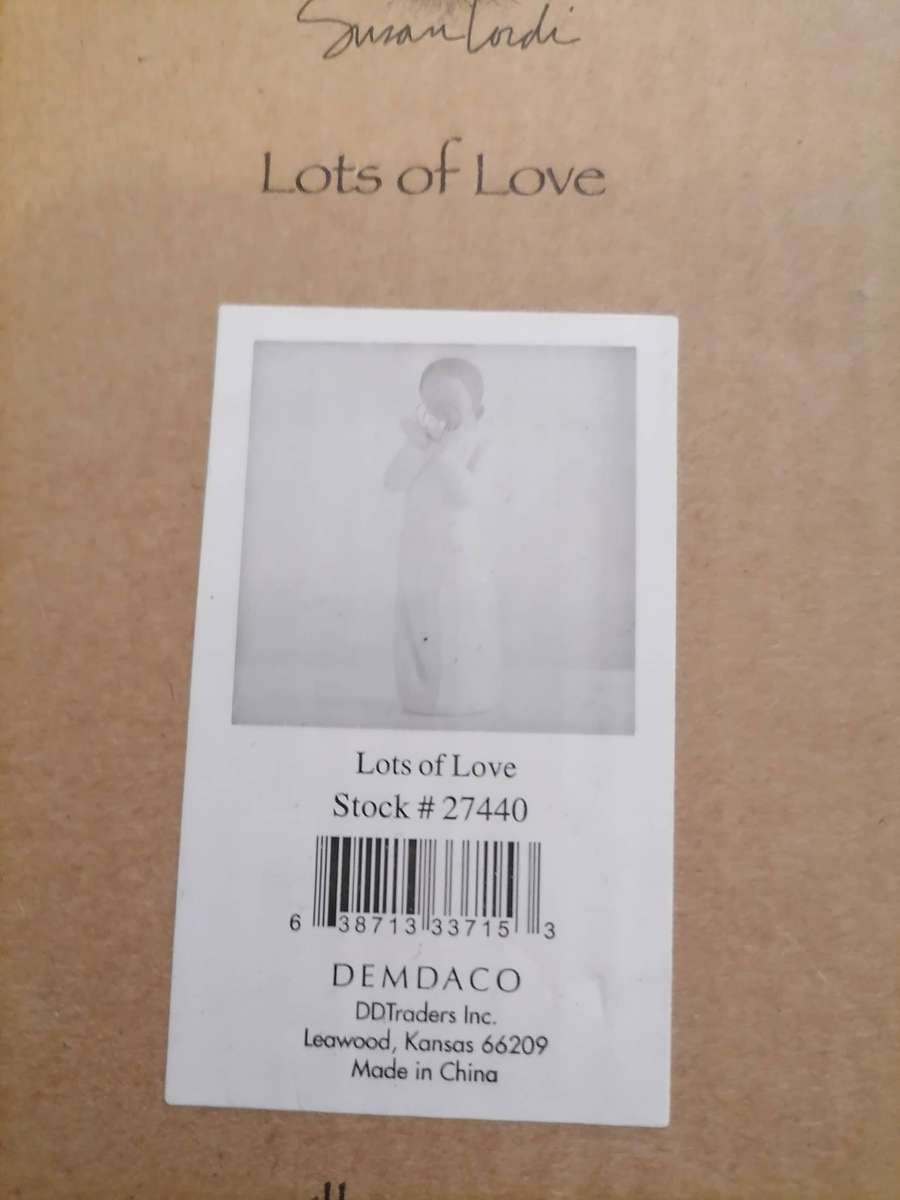 Susan Lordi
Lots of Love
Lots of Love
Stock # 27440
6 38713 33715 3
DEMDACO
DDTraders Inc.
Leawood, Kansas 66209
Made in China